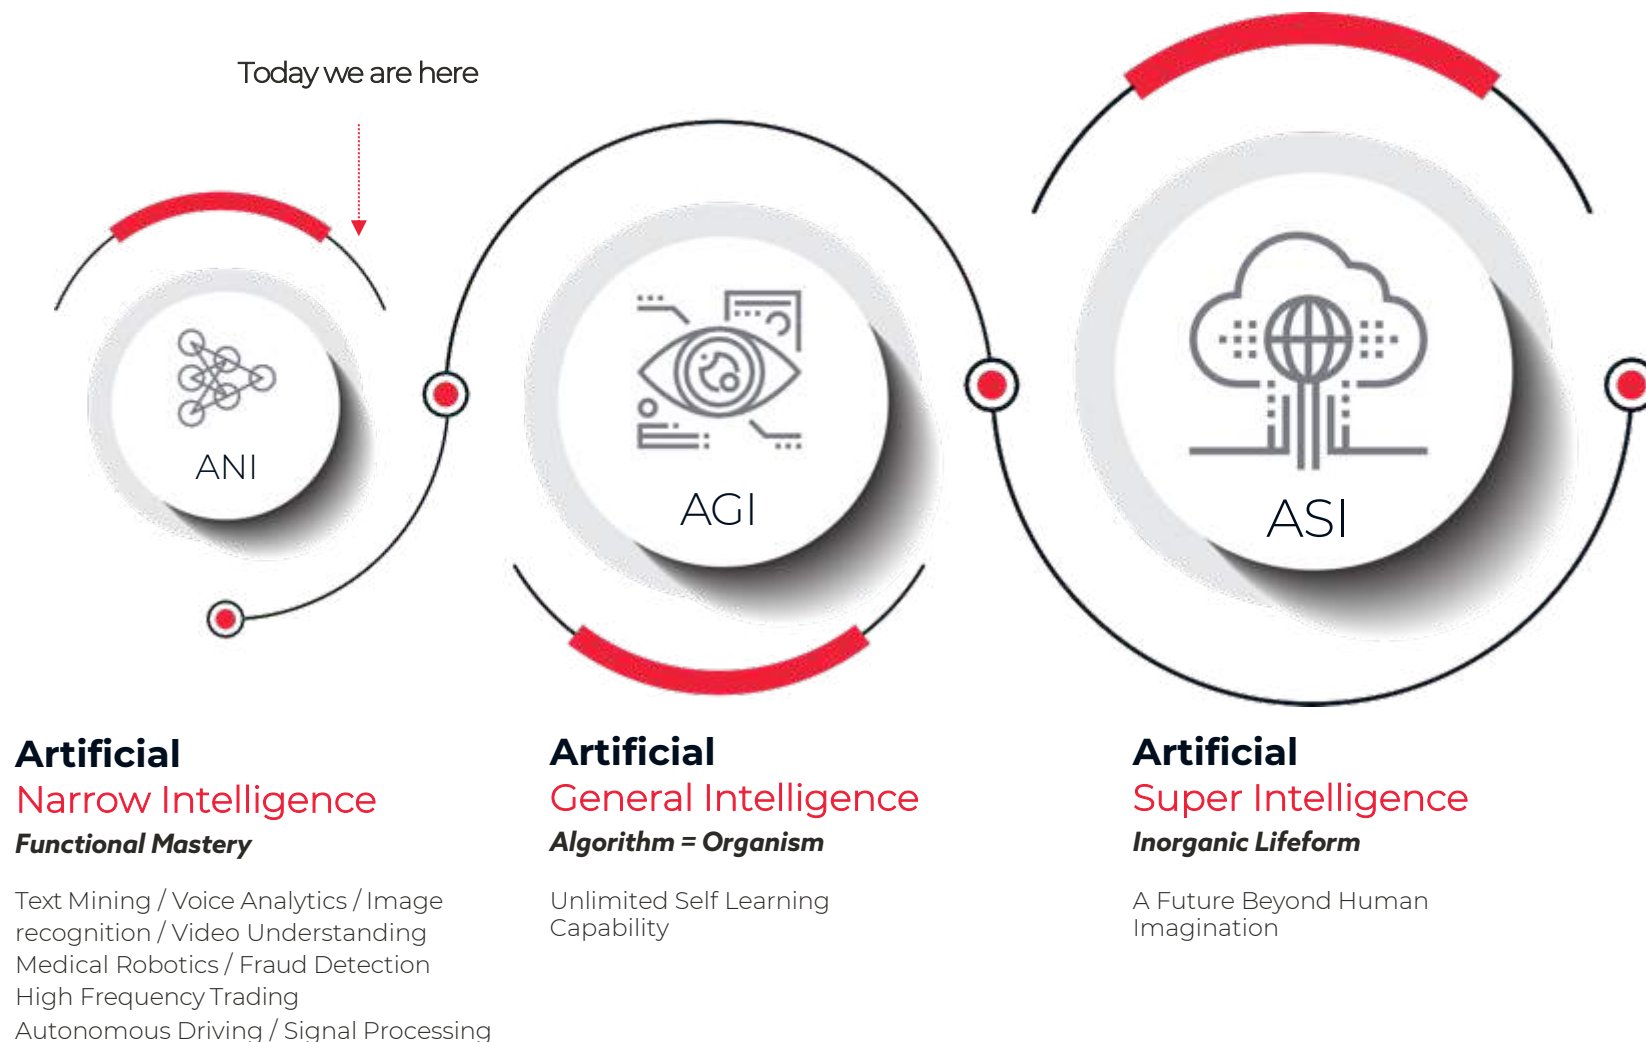 Today we are here
ANI
AGI
ASI
Artificial
Narrow Intelligence
Functional Mastery
Text Mining / Voice Analytics / Image
recognition / Video Understanding
Medical Robotics / Fraud Detection
High Frequency Trading
Autonomous Driving / Signal Processing
Artificial
General Intelligence
Algorithm = Organism
Unlimited Self Learning
Capability
Artificial
Super Intelligence
Inorganic Lifeform
A Future Beyond Human
Imagination